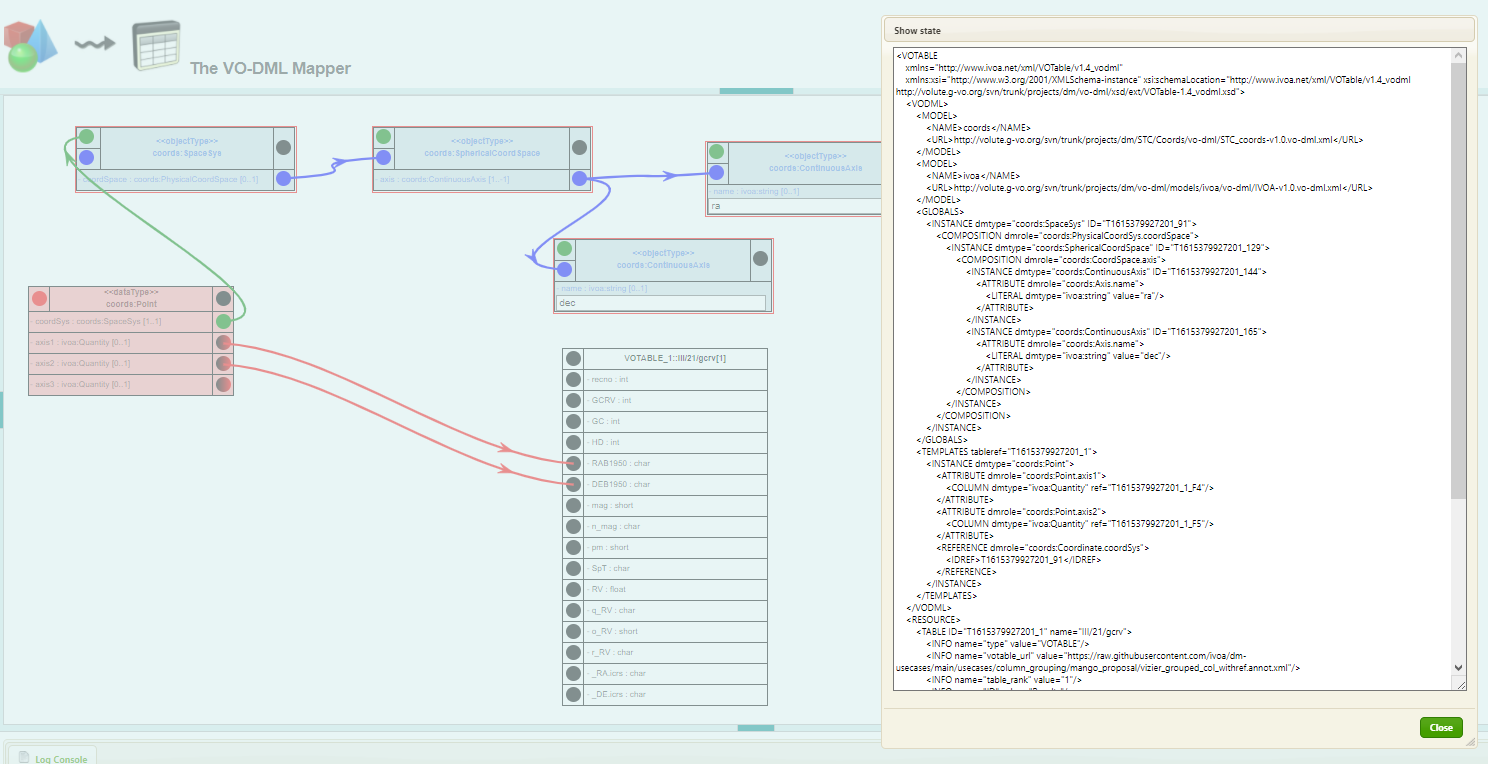 The VO-DML Mapper
<<objectType>>
coords:SpaceSys
- coordSpace : coords:PhysicalCoordSpace [0..1]
<<objectType>>
coords:SphericalCoordSpace
- axis : coords:ContinuousAxis [1..-1]
<<objectType>>
coords:ContinuousAxis
- name : ivoa:string [0..1]
ra
<<objectType>>
coords:ContinuousAxis
- name : ivoa:string [0..1]
dec
<<dataType>>
coords:Point
- coordSys : coords:SpaceSys [1..1]
- axis1 : ivoa:Quantity [0..1]
- axis2 : ivoa:Quantity [0..1]
- axis3 : ivoa:Quantity [0..1]
VOTABLE_1::III/21/gcrv[1]
- recno : int
- GCRV : int
- GC : int
- HD : int
- RAB1950 : char
- DEB1950 : char
- mag : short
- n_mag : char
- pm : short
- SpT : char
- RV : float
- q_RV : char
- o_RV : short
- r_RV : char
- _RA.icrs : char
- _DE.icrs : char
Log Console
Show state
<VOTABLE
xmlns="http://www.ivoa.net/xml/VOTable/v1.4_vodml"
xmlns:xsi="http://www.w3.org/2001/XMLSchema-instance" xsi:schemaLocation="http://www.ivoa.net/xml/VOTable/v1.4_vodml
http://volute.g-vo.org/svn/trunk/projects/dm/vo-dml/xsd/ext/VOTable-1.4_vodml.xsd">
<VODML>
<MODEL>
<NAME>coords</NAME>
<URL>http://volute.g-vo.org/svn/trunk/projects/dm/STC/Coords/vo-dml/STC_coords-v1.0.vo-dml.xml</URL>
</MODEL>
<MODEL>
<NAME>ivoa</NAME>
<URL>http://volute.g-vo.org/svn/trunk/projects/dm/vo-dml/models/ivoa/vo-dml/IVOA-v1.0.vo-dml.xml</URL>
</MODEL>
<GLOBALS>
<INSTANCE dmtype="coords:SpaceSys" ID="T1615379927201_91">
<COMPOSITION dmrole="coords:PhysicalCoordSys.coordSpace">
<INSTANCE dmtype="coords:SphericalCoordSpace" ID="T1615379927201_129">
<COMPOSITION dmrole="coords:CoordSpace.axis">
<INSTANCE dmtype="coords:ContinuousAxis" ID="T1615379927201_144">
<ATTRIBUTE dmrole="coords:Axis.name">
<LITERAL dmtype="ivoa:string" value="ra"/>
</ATTRIBUTE>
</INSTANCE>
<INSTANCE dmtype="coords:ContinuousAxis" ID="T1615379927201_165">
<ATTRIBUTE dmrole="coords:Axis.name">
<LITERAL dmtype="ivoa:string" value="dec"/>
</ATTRIBUTE>
</INSTANCE>
</COMPOSITION>
</INSTANCE>
</COMPOSITION>
</INSTANCE>
</GLOBALS>
<TEMPLATES tableref="T1615379927201_1">
<INSTANCE dmtype="coords:Point">
<ATTRIBUTE dmrole="coords:Point.axis1">
<COLUMN dmtype="ivoa:Quantity" ref="T1615379927201_1_F4"/>
</ATTRIBUTE>
<ATTRIBUTE dmrole="coords:Point.axis2">
<COLUMN dmtype="ivoa:Quantity" ref="T1615379927201_1_F5"/>
</ATTRIBUTE>
<REFERENCE dmrole="coords:Coordinate.coordSys">
<IDREF>T1615379927201_91</IDREF>
</REFERENCE>
</INSTANCE>
</TEMPLATES>
</VODML>
<RESOURCE>
<TABLE ID="T1615379927201_1" name="III/21/gcrv">
<INFO name="type" value="VOTABLE"/>
<INFO name="votable_url" value="https://raw.githubusercontent.com/ivoa/dm-
usecases/main/usecases/column_grouping/mango_proposal/vizier_grouped_col_withref.annot.xml"/>
<INFO name="table_rank" value="1"/>
Close